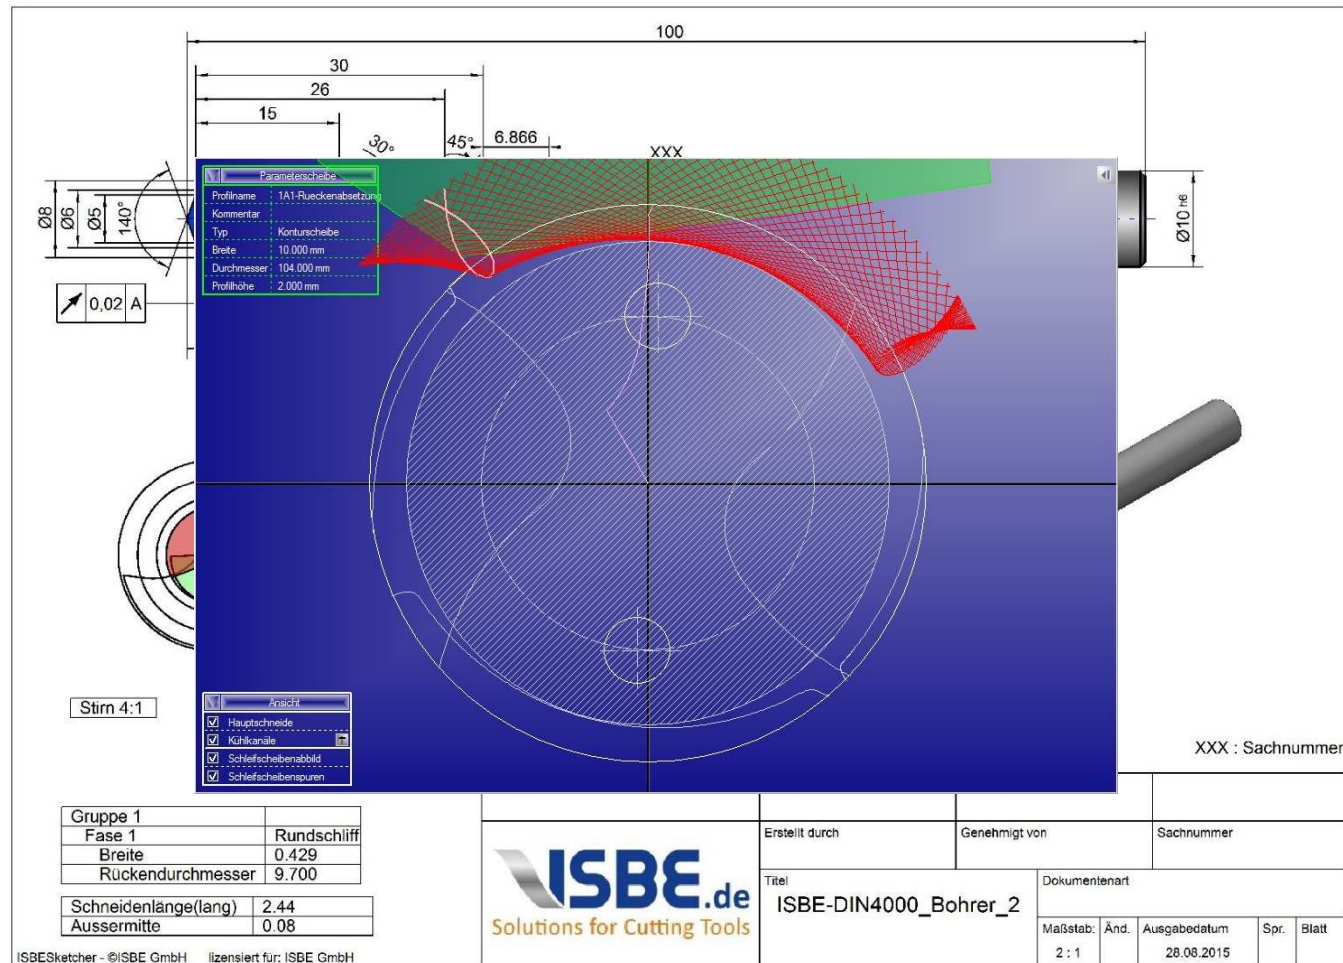 100
30
26
15
30°
45°
6.866
XXX
Ø8
Ø6
Ø5
140°
Ø10 h6
0,02 A
Parameterscheibe
Profilname 1A1-Rueckenabsetzung
Kommentar
Typ Konturscheibe
Breite 10.000 mm
Durchmesser 104.000 mm
Profilhöhe 2.000 mm
Stirn 4:1
Ansicht
Hauptschneide
Kühlkanäle
Schleifscheibenabbild
Schleifscheibenspuren
XXX : Sachnummer
Gruppe 1
Fase 1 Rundschliff
Breite 0.429
Rückendurchmesser 9.700
Schneidenlänge(lang) 2.44
Aussermitte 0.08
ISBESketcher - ©ISBE GmbH lizensiert für: ISBE GmbH
ISBE.de
Solutions for Cutting Tools
Erstellt durch Genehmigt von Sachnummer
Titel Dokumentenart
ISBE-DIN4000_Bohrer_2
Maßstab: Änd. Ausgabedatum Spr. Blatt
2 : 1 28.08.2015